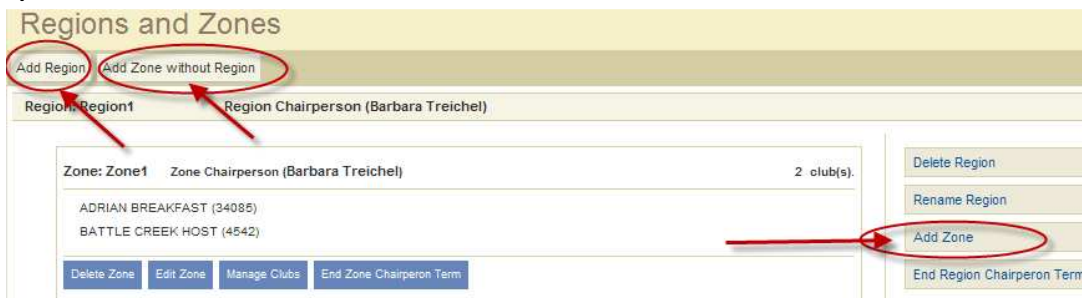 Regions and Zones
Add Region Add Zone without Region
Region: Region1 Region Chairperson (Barbara Treichel)
Zone: Zone1 Zone Chairperson (Barbara Treichel) 2 club(s).
ADRIAN BREAKFAST (34085)
BATTLE CREEK HOST (4542)
Delete Zone Edit Zone Manage Clubs End Zone Chairperon Term
Delete Region
Rename Region
Add Zone
End Region Chairperon Term